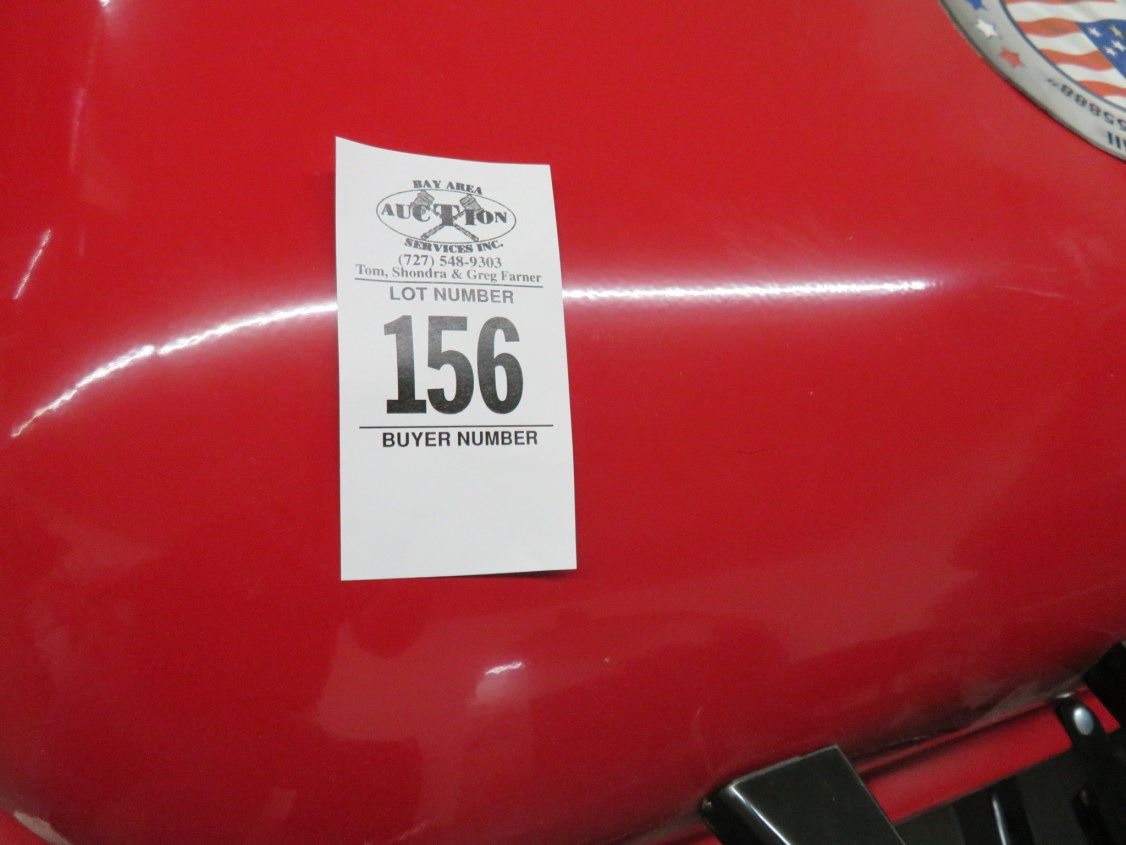 BAY AREA
AUCTION
SERVICES INC.
(727) 548-9303
Tom, Shondra & Greg Farner
LOT NUMBER
156
BUYER NUMBER